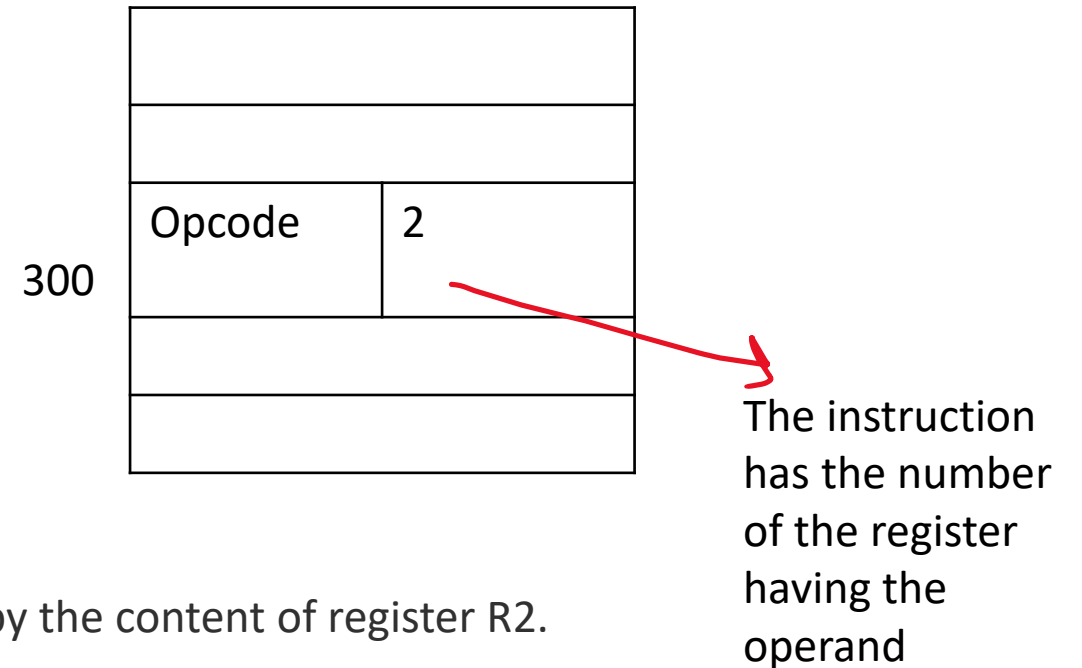 Opcode 2
300
The instruction
has the number
of the register
having the
operand
by the content of register R2.